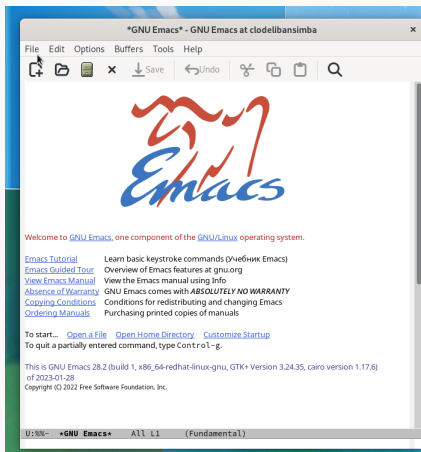 *GNU Emacs* - GNU Emacs at clodelibansimba ×
File Edit Options Buffers Tools Help
Save Undo
Emacs
Welcome to GNU Emacs, one component of the GNU/Linux operating system.
Emacs Tutorial Learn basic keystroke commands (Учебник Emacs)
Emacs Guided Tour Overview of Emacs features at gnu.org
View Emacs Manual View the Emacs manual using Info
Absence of Warranty GNU Emacs comes with ABSOLUTELY NO WARRANTY
Copying Conditions Conditions for redistributing and changing Emacs
Ordering Manuals Purchasing printed copies of manuals
To start... Open a File Open Home Directory Customize Startup
To quit a partially entered command, type Control-g.
This is GNU Emacs 28.2 (build 1, x86_64-redhat-linux-gnu, GTK+ Version 3.24.35, cairo version 1.17.6)
of 2023-01-28
Copyright (C) 2022 Free Software Foundation, Inc.
U:%%- *GNU Emacs* All L1 (Fundamental)